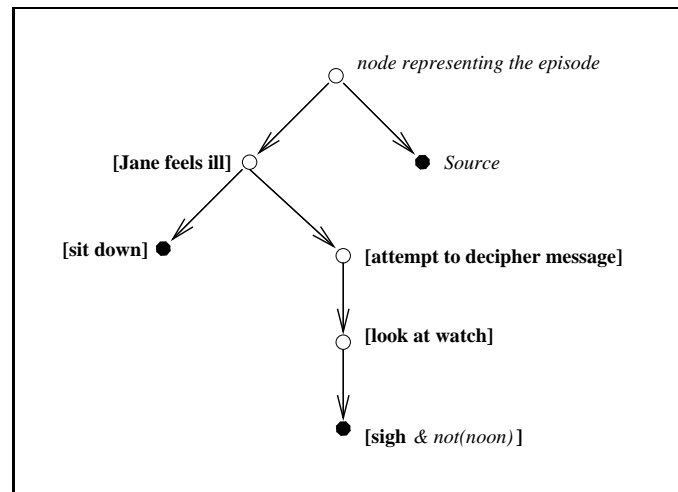 node representing the episode
[Jane feels ill]
Source
[sit down]
[attempt to decipher message]
[look at watch]
[sigh & not(noon) ]